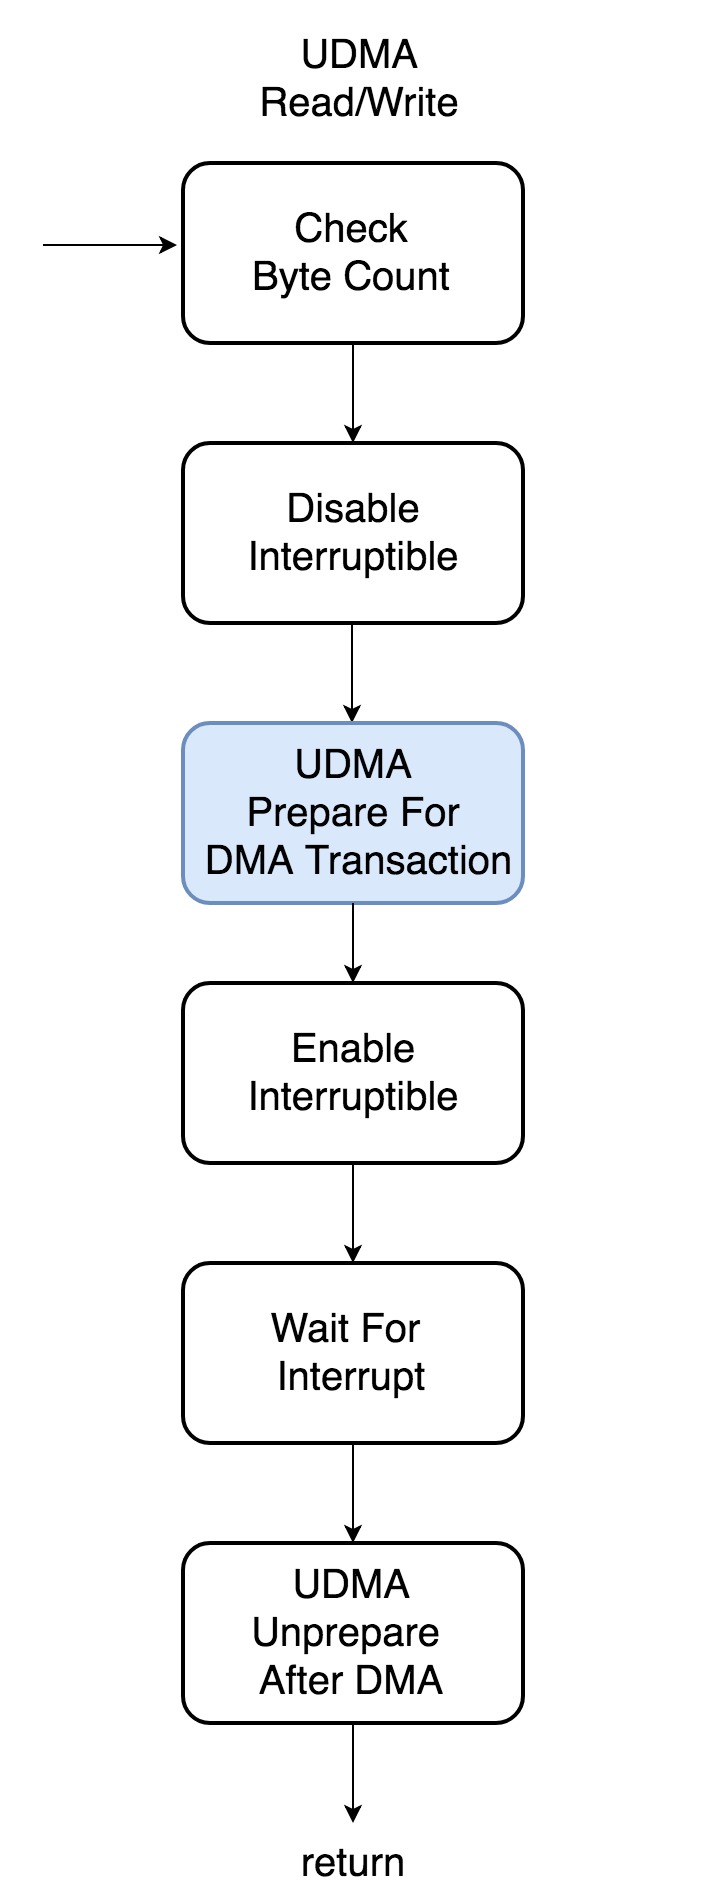 UDMA
Read/Write
Check
Byte Count
Disable
Interruptible
UDMA
Prepare For
DMA Transaction
Enable
Interruptible
Wait For
Interrupt
UDMA
Unprepare
After DMA
return